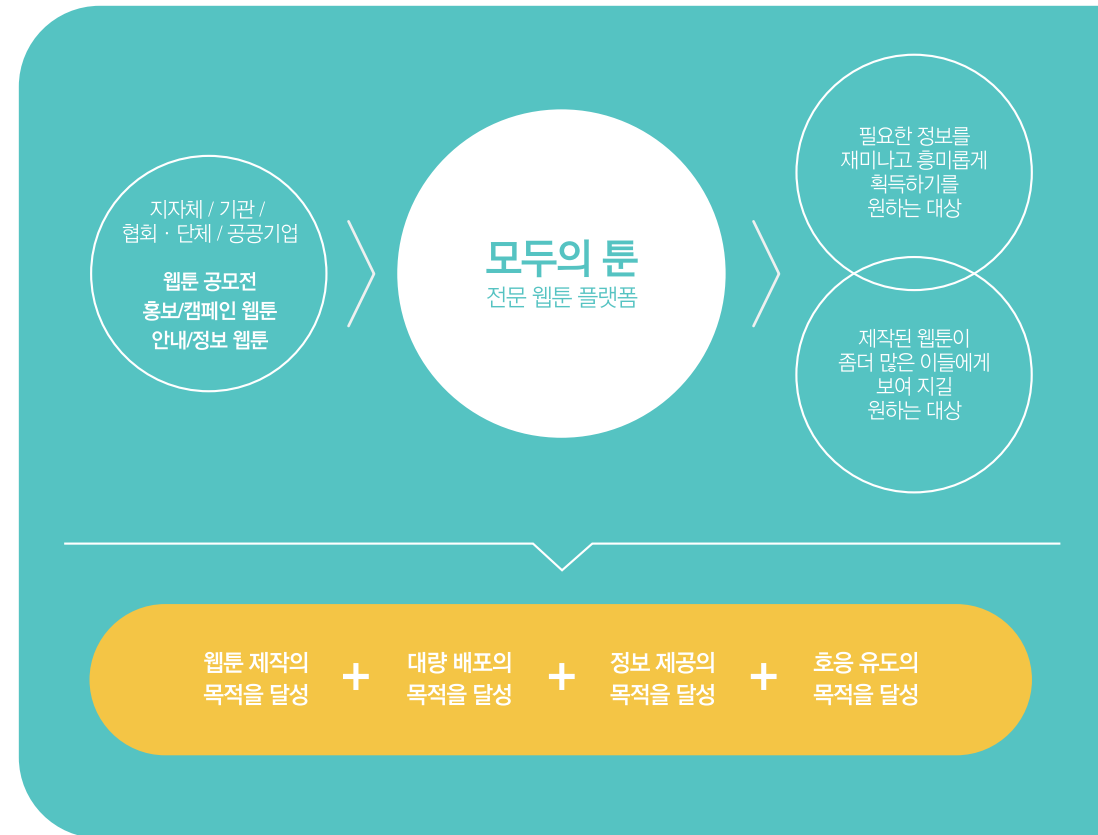 지자체 / 기관 /
협회 · 단체 / 공공기업
웹툰 공모전
홍보/캠페인 웹툰
안내/정보 웹툰
모두의 툰
전문 웹툰 플랫폼
필요한 정보를
재미나고 흥미롭게
획득하기를
원하는 대상
제작된 웹툰이
좀더 많은 이들에게
보여 지길
원하는 대상
웹툰 제작의
목적을 달성
+
대량 배포의
목적을 달성
+
정보 제공의
목적을 달성
+
호응 유도의
목적을 달성